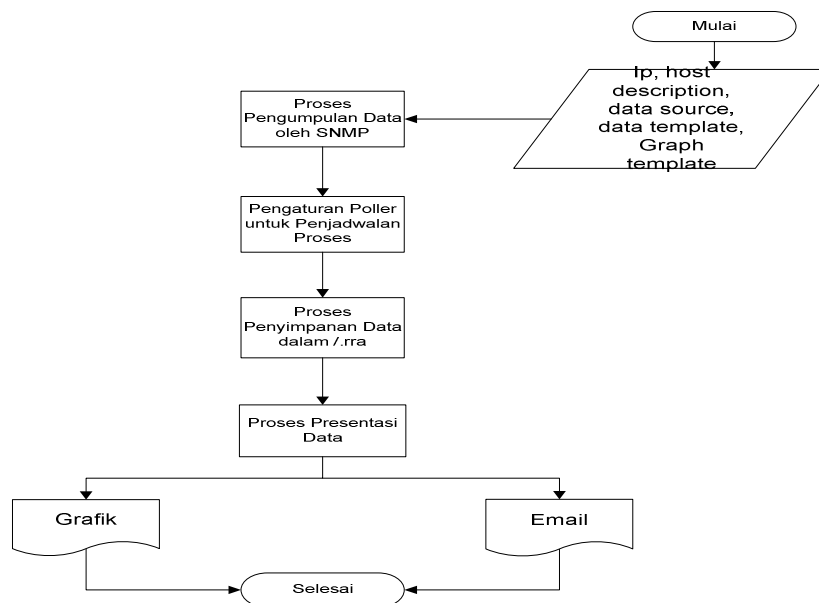 Mulai
Ip, host
description,
data source,
data template,
Graph
template
Proses
Pengumpulan Data
oleh SNMP
Pengaturan Poller
untuk Penjadwalan
Proses
Proses
Penyimpanan Data
dalam /.rra
Proses Presentasi
Data
Grafik
Email
Selesai